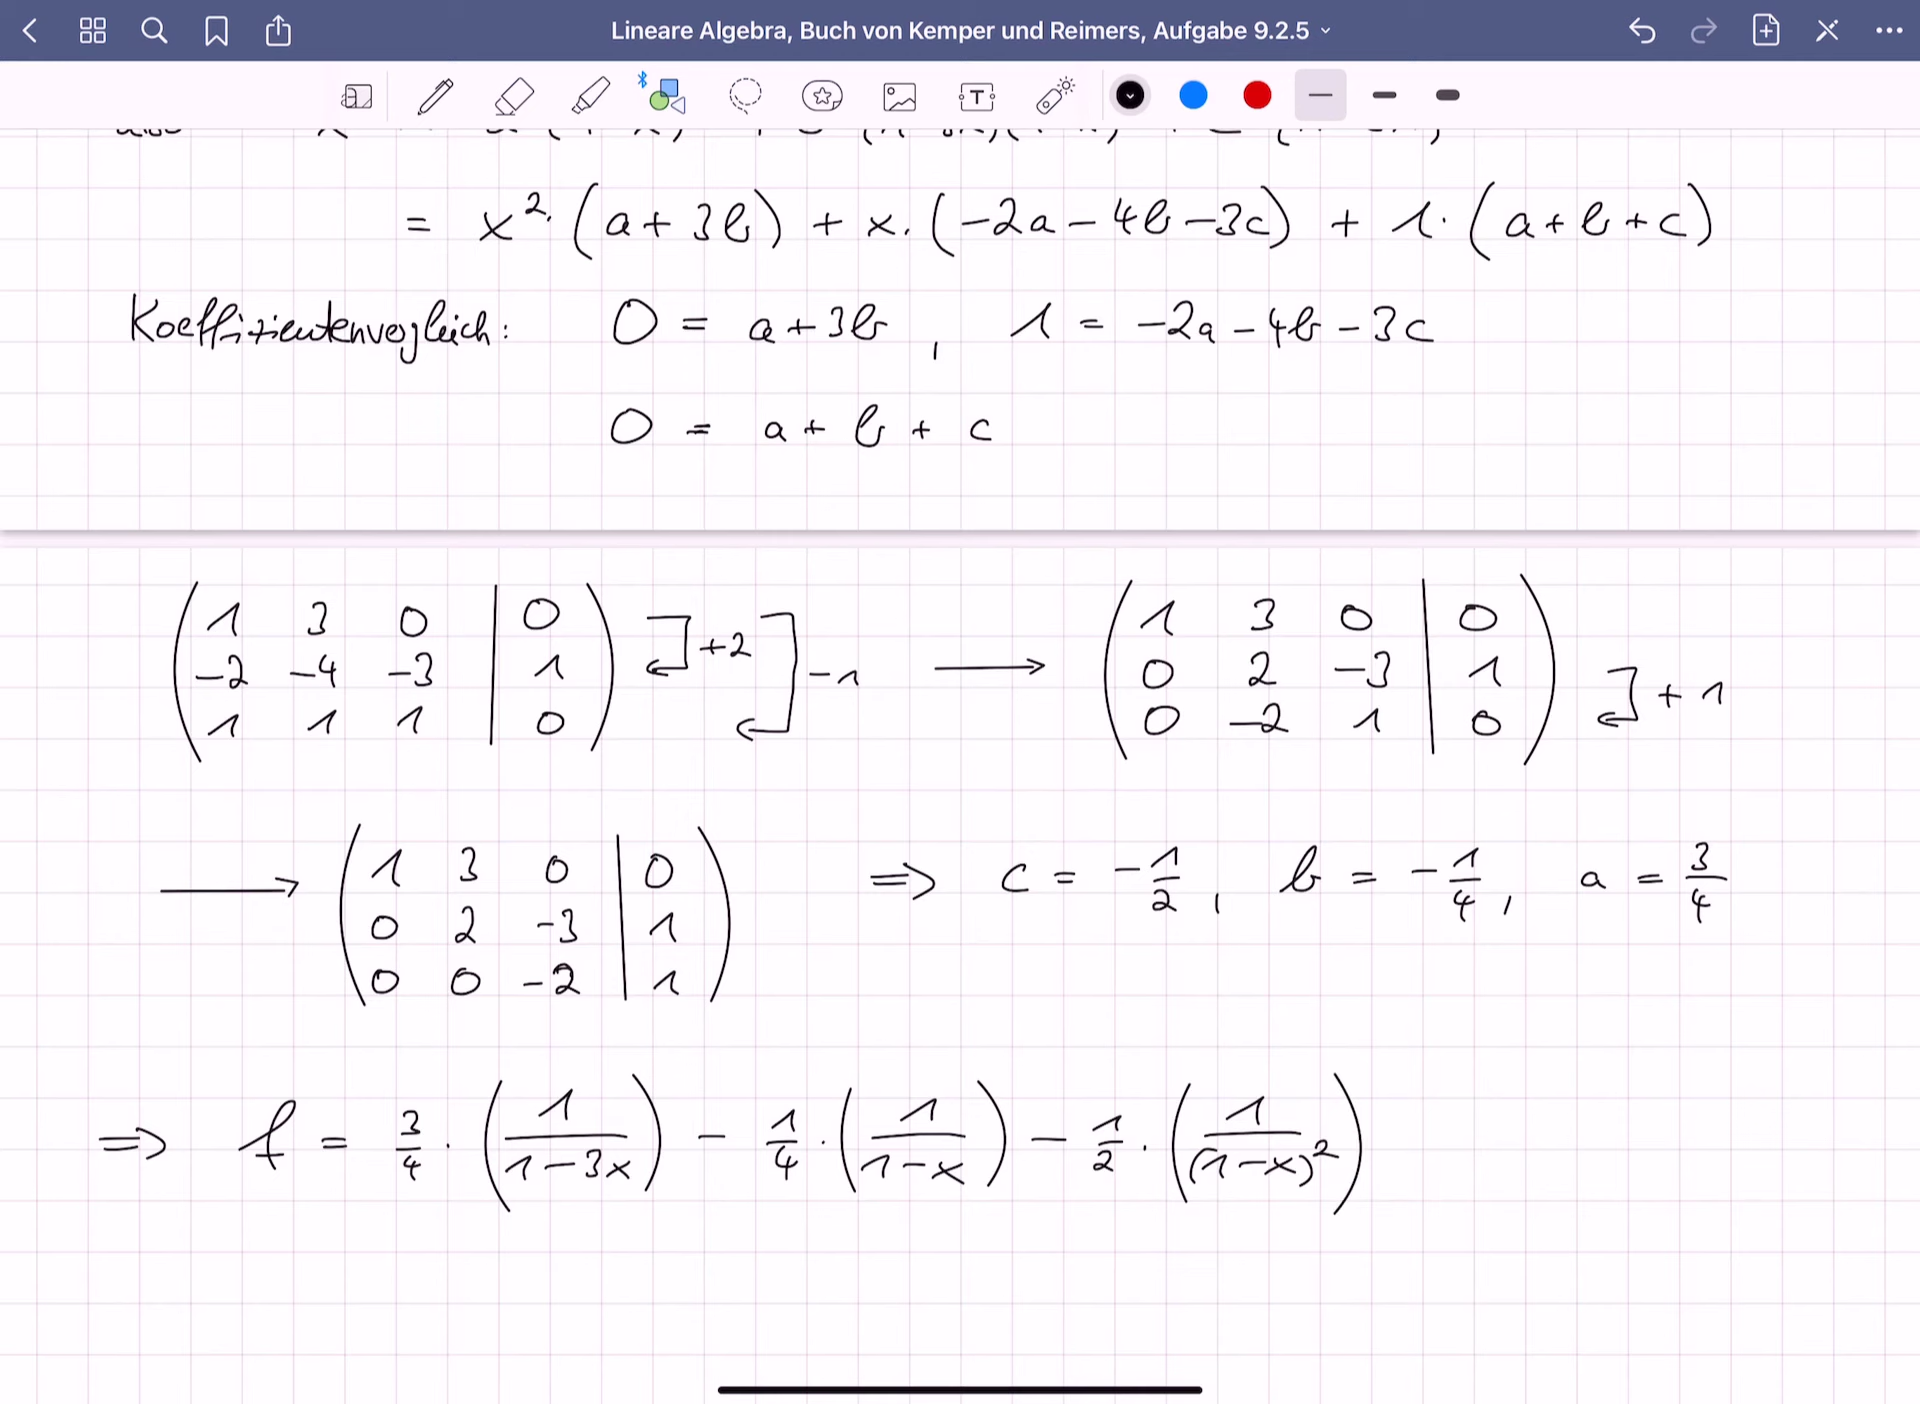 Lineare Algebra, Buch von Kemper und Reimers, Aufgabe 9.2.5
= x²·(a+3b) + x·(-2a-4b-3c) + 1·(a+b+c)
Koeffizientenvergleich: 0 = a+3b, 1 = -2a-4b-3c
0 = a+b+c
( 1 3 0 | 0 )
( -2 -4 -3 | 1 ) ] +2 ] -1 → 
( 1 1 1 | 0 )
( 1 3 0 | 0 )
( 0 2 -3 | 1 )
( 0 -2 1 | 0 ) ] +1
→ ( 1 3 0 | 0 )
( 0 2 -3 | 1 )
( 0 0 -2 | 1 )
⇒ c = -1/2, b = -1/4, a = 3/4
⇒ f = 3/4 · (1/(1-3x)) - 1/4 · (1/(1-x)) - 1/2 · (1/(1-x)²)